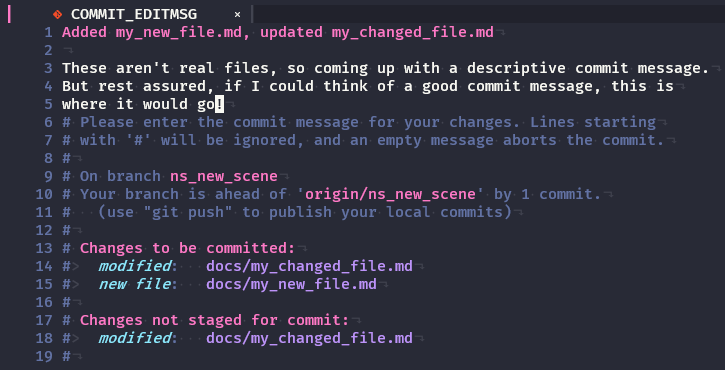 COMMIT_EDITMSG ×
1 Added my_new_file.md, updated my_changed_file.md
2
3 These aren't real files, so coming up with a descriptive commit message.
4 But rest assured, if I could think of a good commit message, this is
5 where it would go!
6 # Please enter the commit message for your changes. Lines starting
7 # with '#' will be ignored, and an empty message aborts the commit.
8 #
9 # On branch ns_new_scene
10 # Your branch is ahead of 'origin/ns_new_scene' by 1 commit.
11 #   (use "git push" to publish your local commits)
12 #
13 # Changes to be committed:
14 #>  modified:   docs/my_changed_file.md
15 #>  new file:   docs/my_new_file.md
16 #
17 # Changes not staged for commit:
18 #>  modified:   docs/my_changed_file.md
19 #